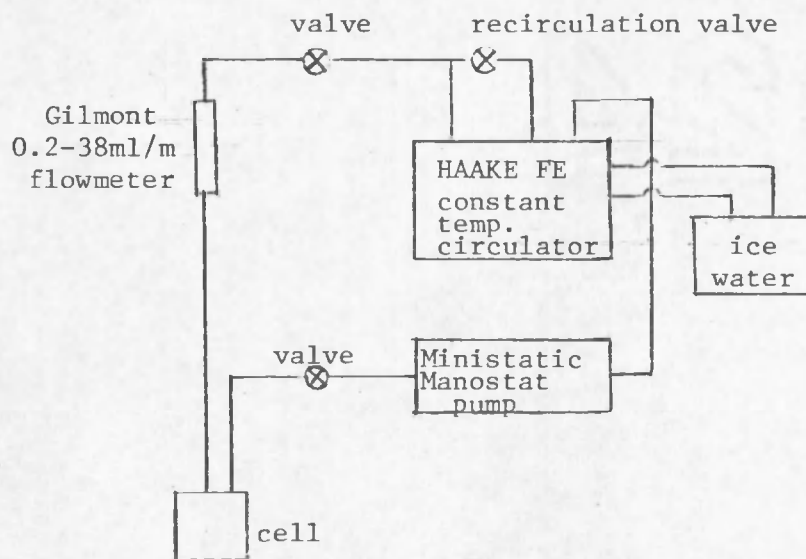 valve
recirculation valve
Gilmont
0.2-38ml/m
flowmeter
HAAKE FE
constant
temp.
circulator
ice
water
valve
Ministatic
Manostat
pump
cell